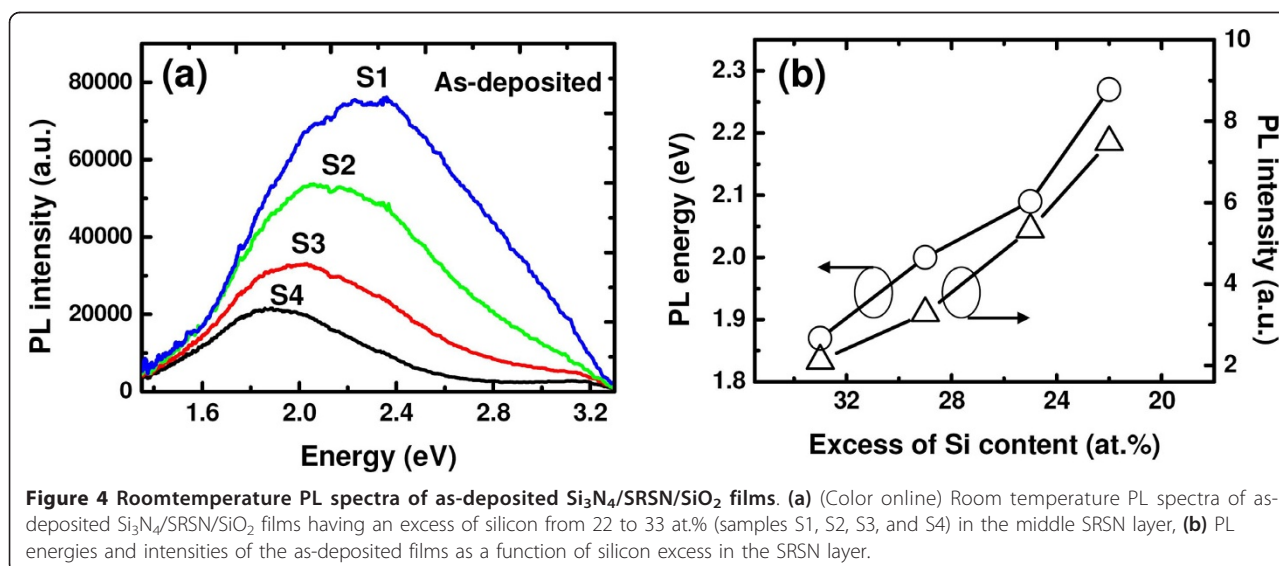 (a)
As-deposited
S1
S2
S3
S4
80000
60000
40000
20000
0
PL intensity (a.u.)
1.6 2.0 2.4 2.8 3.2
Energy (eV)
(b)
2.3
2.2
2.1
2.0
1.9
1.8
PL energy (eV)
10
8
6
4
2
PL intensity (a.u.)
32 28 24 20
Excess of Si content (at.%)
Figure 4 Roomtemperature PL spectra of as-deposited Si₃N₄/SRSN/SiO₂ films. (a) (Color online) Room temperature PL spectra of as-
deposited Si₃N₄/SRSN/SiO₂ films having an excess of silicon from 22 to 33 at.% (samples S1, S2, S3, and S4) in the middle SRSN layer, (b) PL
energies and intensities of the as-deposited films as a function of silicon excess in the SRSN layer.